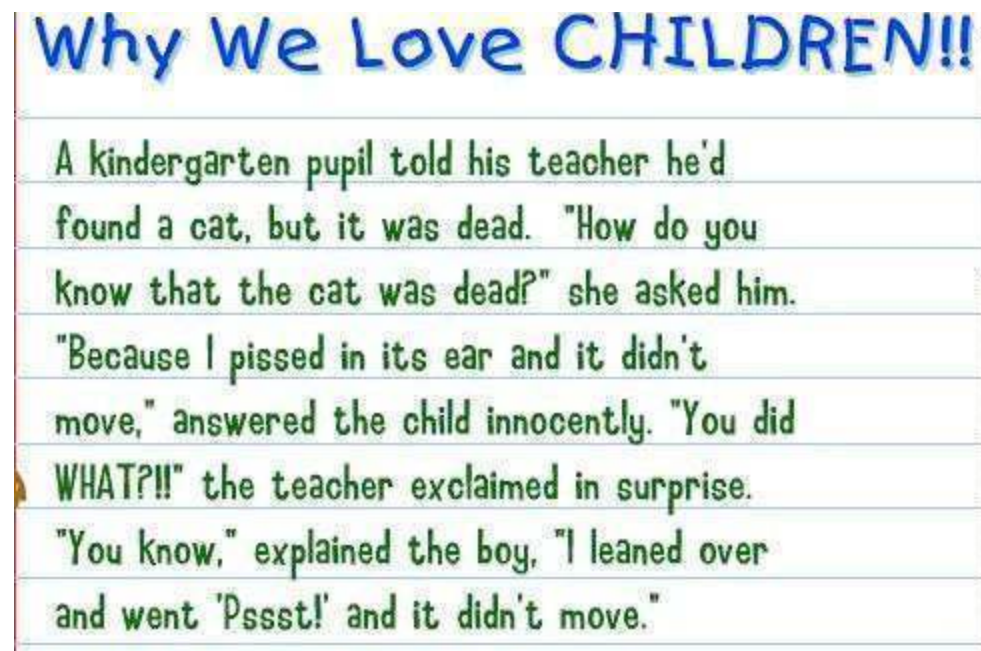 Why We Love CHILDREN!!
A kindergarten pupil told his teacher he'd
found a cat, but it was dead. "How do you
know that the cat was dead?" she asked him.
"Because I pissed in its ear and it didn't
move," answered the child innocently. "You did
WHAT?!!" the teacher exclaimed in surprise.
"You know," explained the boy, "I leaned over
and went 'Pssst!' and it didn't move."